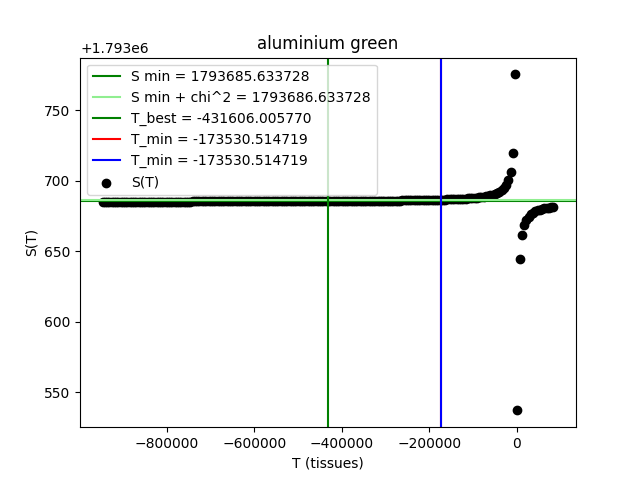 aluminium green
+1.793e6
S min = 1793685.633728
S min + chi^2 = 1793686.633728
T_best = -431606.005770
T_min = -173530.514719
T_min = -173530.514719
S(T)
750
700
650
600
550
S(T)
−800000 −600000 −400000 −200000 0
T (tissues)